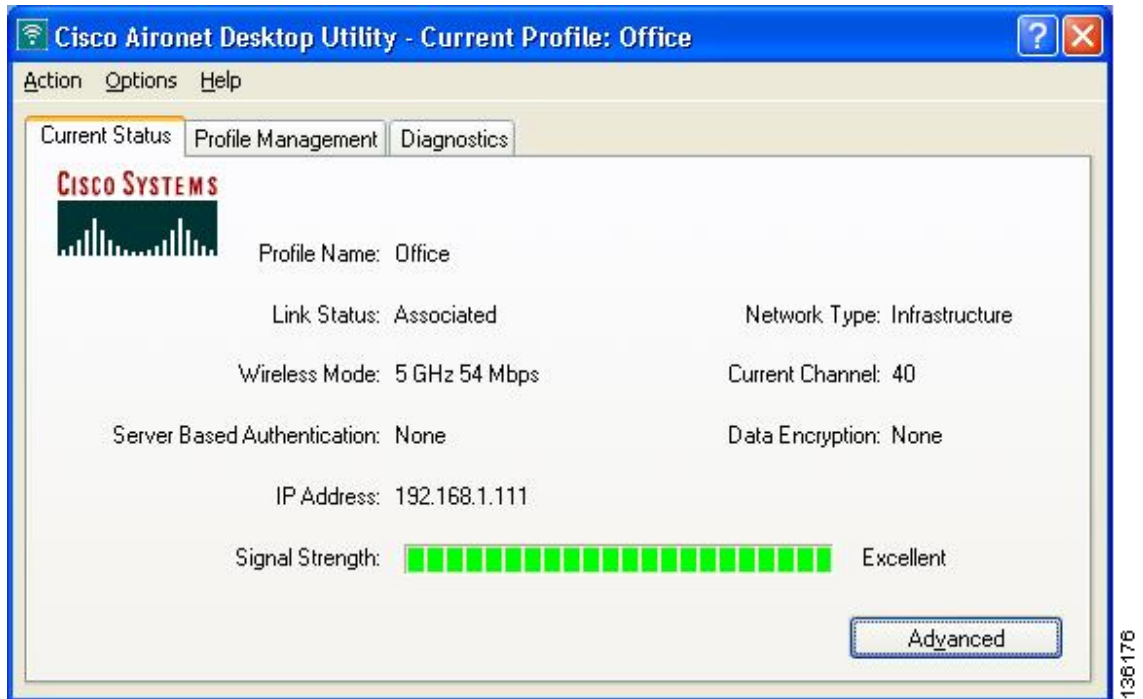 Cisco Aironet Desktop Utility - Current Profile: Office
Action Options Help
Current Status Profile Management Diagnostics
CISCO SYSTEMS
Profile Name: Office
Link Status: Associated Network Type: Infrastructure
Wireless Mode: 5 GHz 54 Mbps Current Channel: 40
Server Based Authentication: None Data Encryption: None
IP Address: 192.168.1.111
Signal Strength: Excellent
Advanced
136176